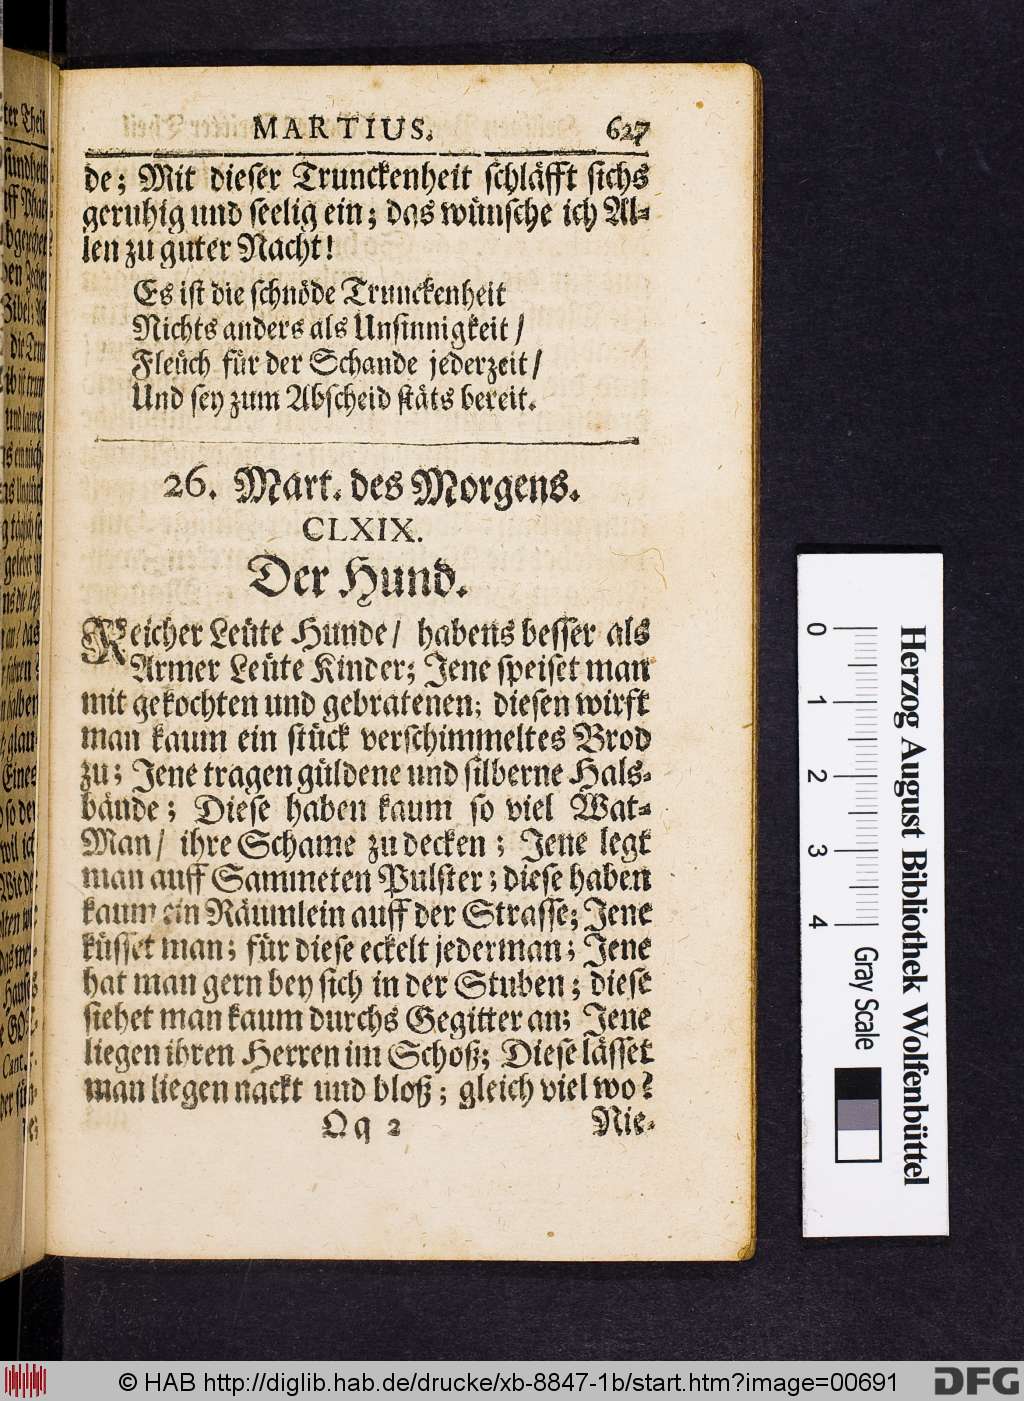 MARTIUS. 627
de; Mit dieser Trunckenheit schläfft sichs
geruhig und seelig ein; das wünsche ich Al-
len zu guter Nacht!
Es ist die schnöde Trunckenheit
Nichts anders als Unsinnigkeit /
Fleüch für der Schande jederzeit /
Und sey zum Abscheid stäts bereit.
26. Mart. des Morgens.
CLXIX.
Der Hund.
Reicher Leüte Hunde / habens besser als
Armer Leüte Kinder; Jene speiset man
mit gekochten und gebratenen; diesen wirft
man kaum ein stück verschimmeltes Brod
zu; Jene tragen güldene und silberne Hals-
bände; Diese haben kaum so viel Wat-
Man / ihre Schame zu decken; Jene legt
man auff Sammeten Pulster; diese haben
kaum ein Räumlein auff der Strasse; Jene
küsset man; für diese eckelt jederman; Jene
hat man gern bey sich in der Stuben; diese
siehet man kaum durchs Gegitter an; Jene
liegen ihren Herren im Schoß; Diese lässet
man liegen nackt und bloß; gleich viel wo?
Qq 2 Nie-
0 1 2 3 4
Herzog August Bibliothek Wolfenbüttel
Gray Scale
© HAB http://diglib.hab.de/drucke/xb-8847-1b/start.htm?image=00691
DFG